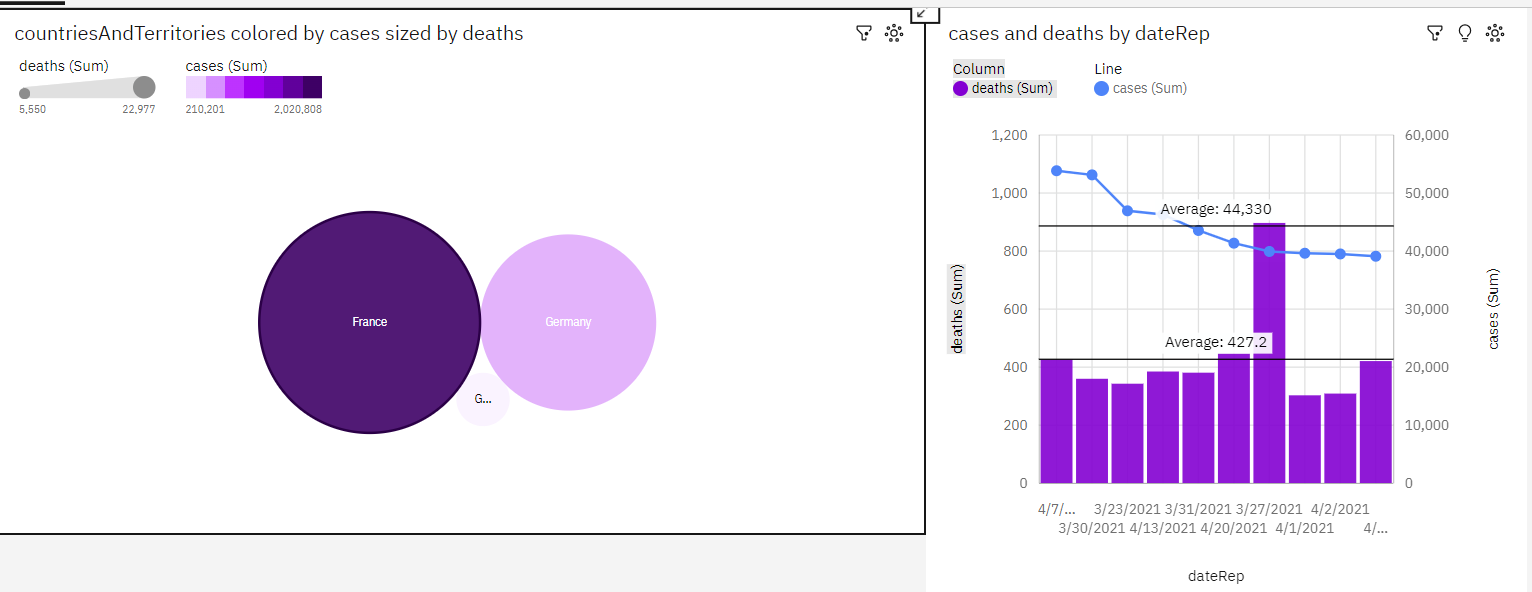 countriesAndTerritories colored by cases sized by deaths
deaths (Sum)
5,550 22,977
cases (Sum)
210,201 2,020,808
France
Germany
G...
cases and deaths by dateRep
Column
deaths (Sum)
Line
cases (Sum)
1,200
1,000
800
600
400
200
0
deaths (Sum)
60,000
50,000
40,000
30,000
20,000
10,000
0
cases (Sum)
Average: 44,330
Average: 427.2
4/7/... 3/23/2021 3/31/2021 3/27/2021 4/2/2021
3/30/2021 4/13/2021 4/20/2021 4/1/2021 4/...
dateRep